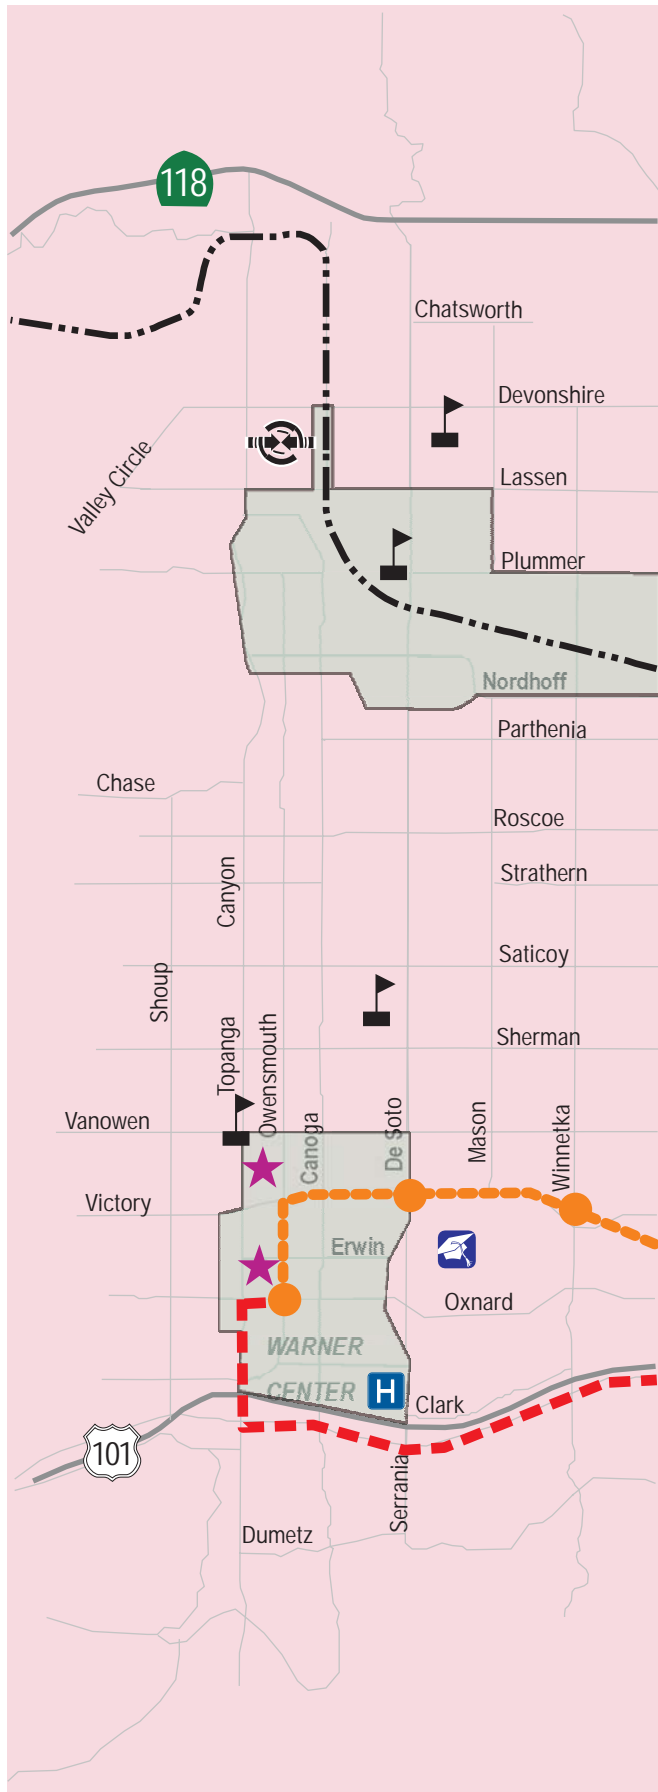 118
Chatsworth
Devonshire
Valley Circle
Lassen
Plummer
Nordhoff
Parthenia
Chase
Roscoe
Canyon
Strathern
Saticoy
Shoup
Topanga
Owensmouth
Sherman
Vanowen
Canoga
De Soto
Mason
Winnetka
Victory
Erwin
Oxnard
WARNER
CENTER
H
Clark
101
Serrania
Dumetz